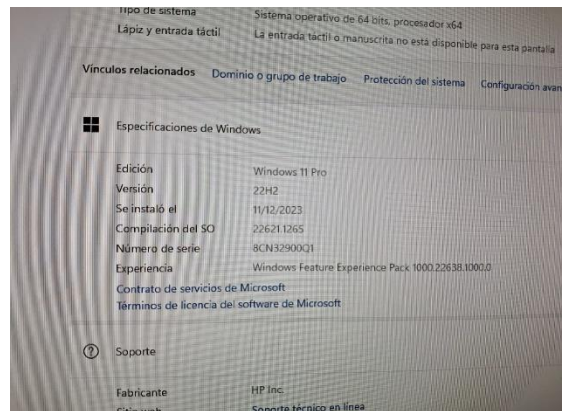 Tipo de sistema Sistema operativo de 64 bits, procesador x64
Lápiz y entrada táctil La entrada táctil o manuscrita no está disponible para esta pantalla
Vínculos relacionados Dominio o grupo de trabajo Protección del sistema Configuración avan
Especificaciones de Windows
Edición Windows 11 Pro
Versión 22H2
Se instaló el 11/12/2023
Compilación del SO 22621.1265
Número de serie 8CN32900Q1
Experiencia Windows Feature Experience Pack 1000.22638.1000.0
Contrato de servicios de Microsoft
Términos de licencia del software de Microsoft
Soporte
Fabricante HP Inc.
Sitio web Soporte técnico en línea